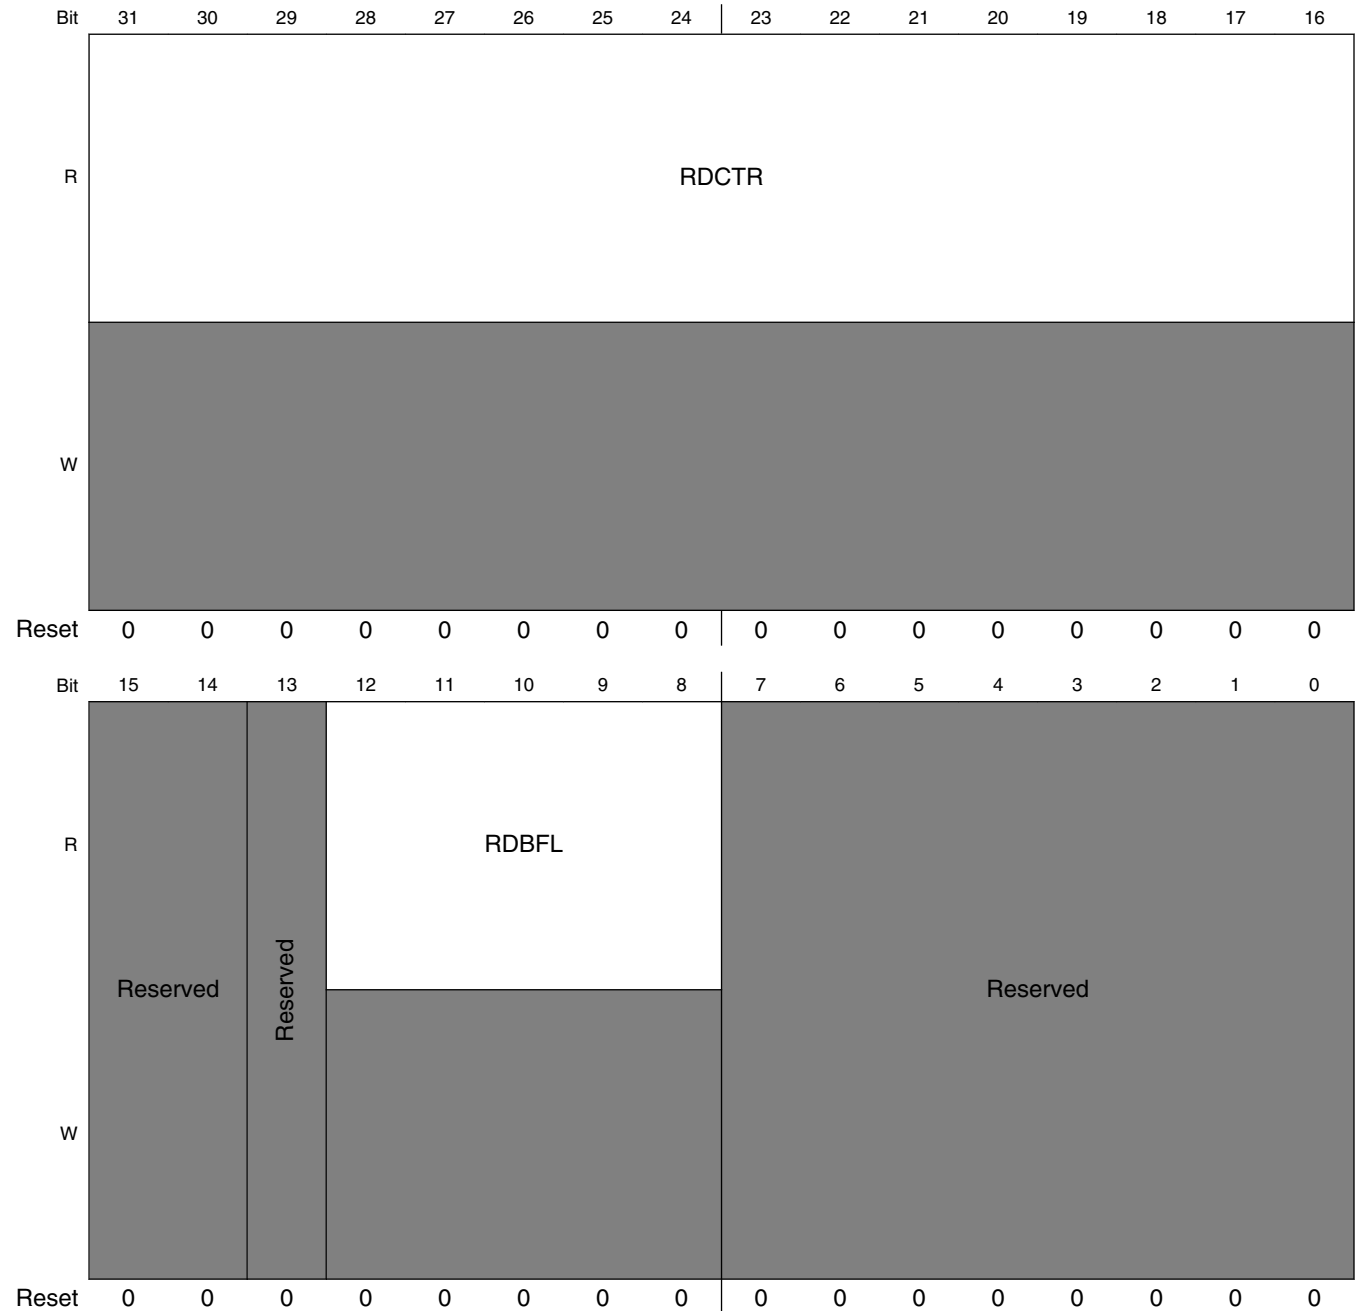 Bit 31 30 29 28 27 26 25 24 23 22 21 20 19 18 17 16
R RDCTR
W
Reset 0 0 0 0 0 0 0 0 0 0 0 0 0 0 0 0
Bit 15 14 13 12 11 10 9 8 7 6 5 4 3 2 1 0
R RDBFL
Reserved Reserved Reserved
W
Reset 0 0 0 0 0 0 0 0 0 0 0 0 0 0 0 0